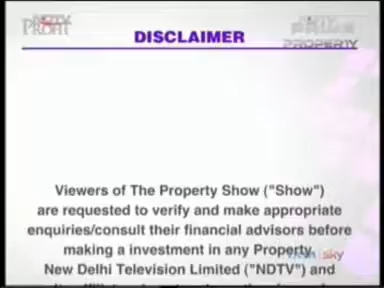 NDTV
PROFIT
PROPERTY
DISCLAIMER
Viewers of The Property Show ("Show")
are requested to verify and make appropriate
enquiries/consult their financial advisors before
making a investment in any Property.
sky
New Delhi Television Limited ("NDTV") and